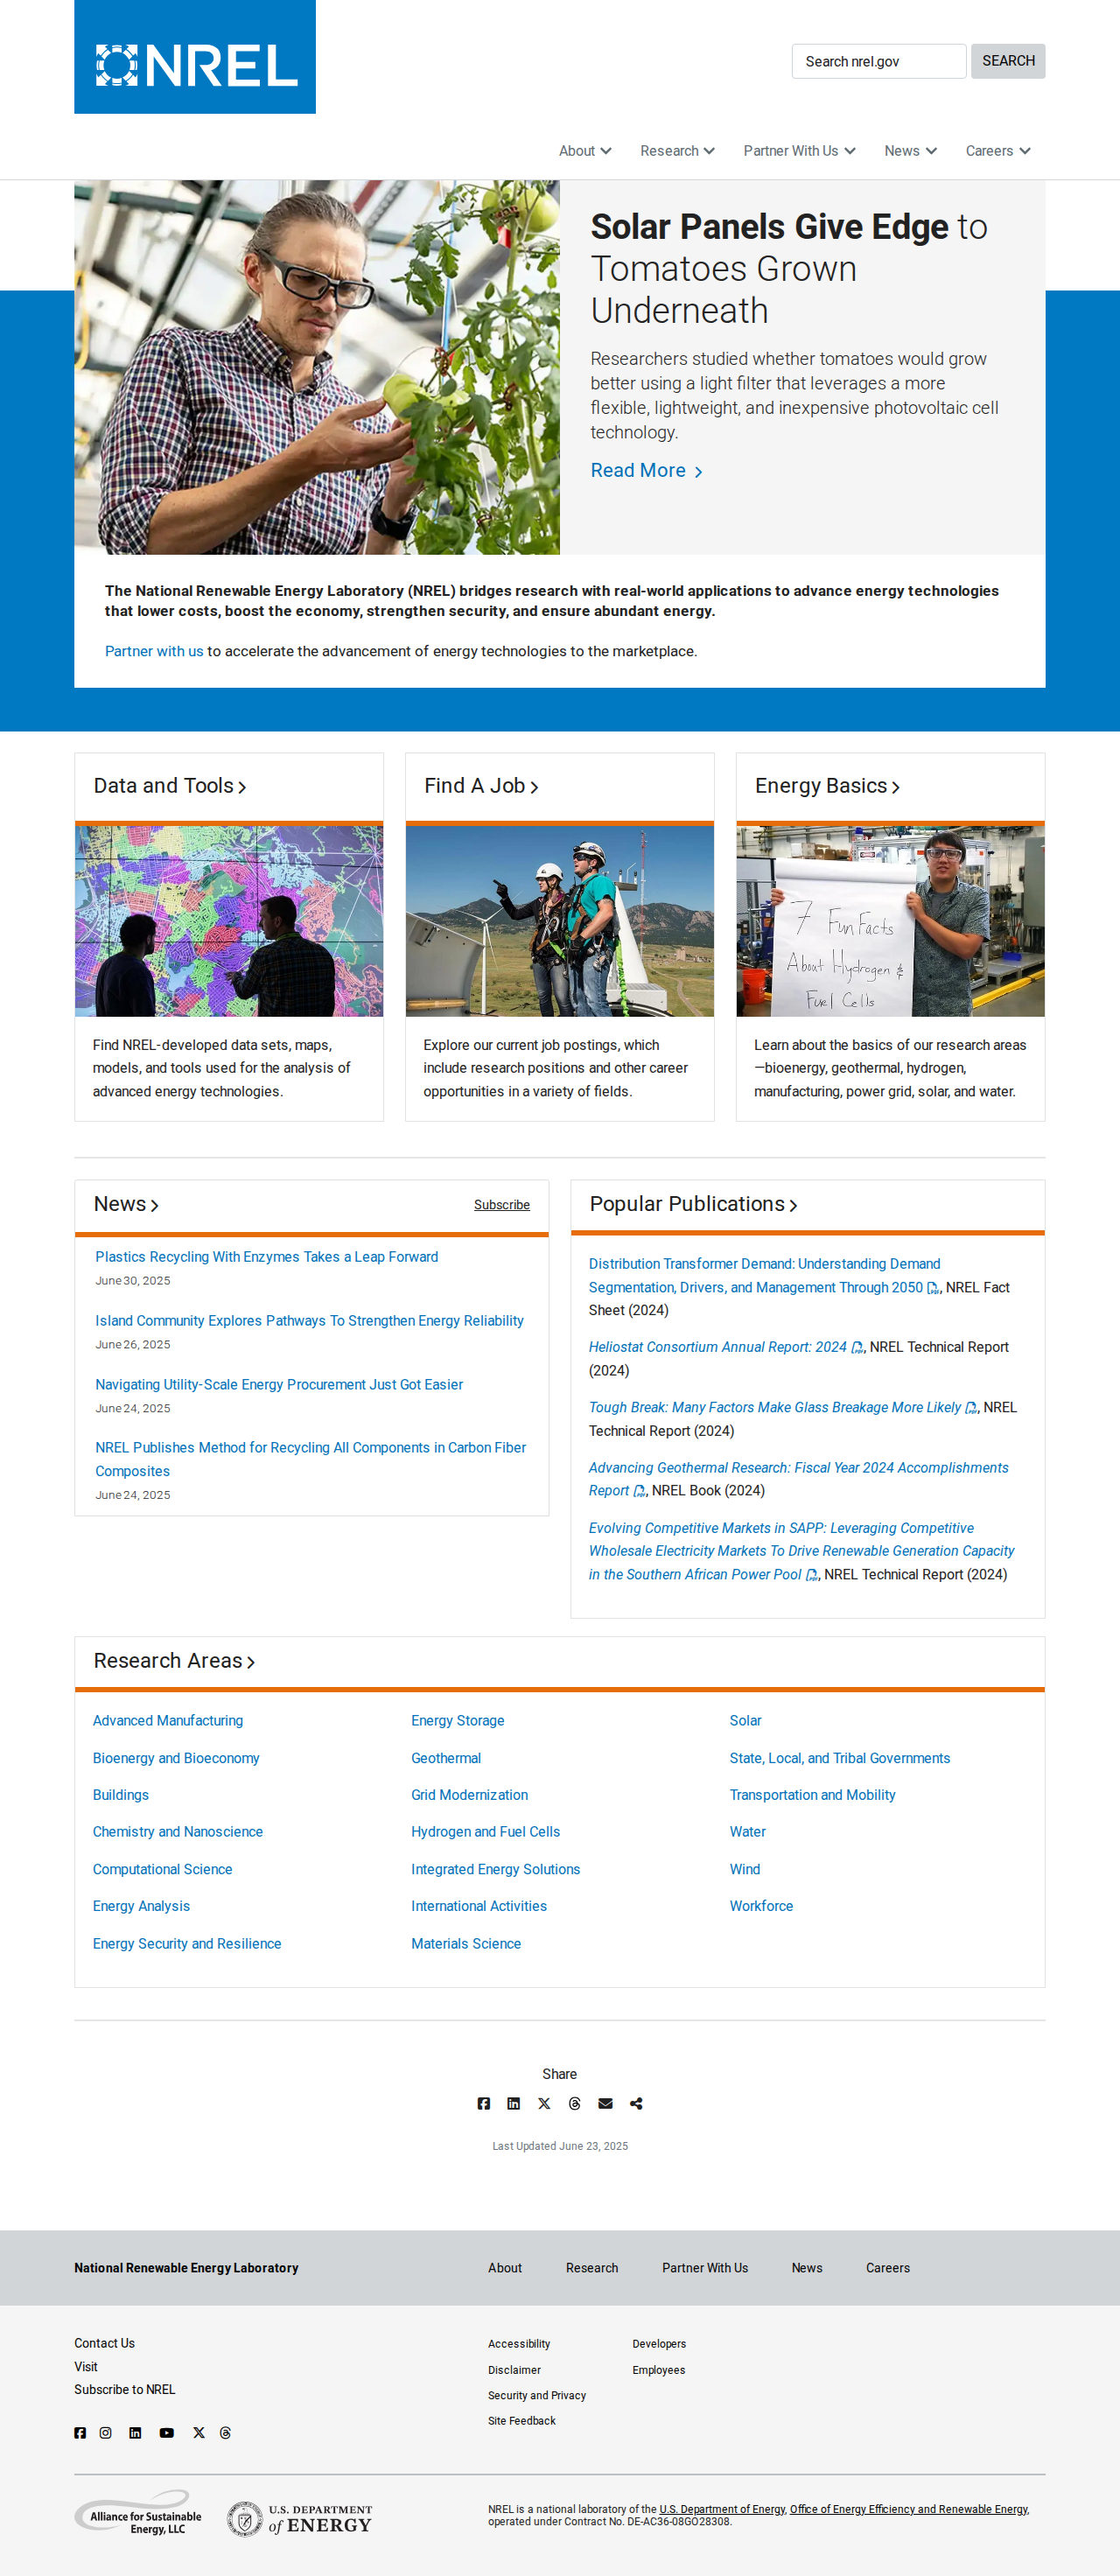 NREL
Search nrel.gov
SEARCH
About
Research
Partner With Us
News
Careers
Solar Panels Give Edge to
Tomatoes Grown
Underneath
Researchers studied whether tomatoes would grow
better using a light filter that leverages a more
flexible, lightweight, and inexpensive photovoltaic cell
technology.
Read More
The National Renewable Energy Laboratory (NREL) bridges research with real-world applications to advance energy technologies
that lower costs, boost the economy, strengthen security, and ensure abundant energy.
Partner with us to accelerate the advancement of energy technologies to the marketplace.
Data and Tools
Find NREL-developed data sets, maps,
models, and tools used for the analysis of
advanced energy technologies.
Find A Job
Explore our current job postings, which
include research positions and other career
opportunities in a variety of fields.
Energy Basics
7 Fun Facts
About Hydrogen &
Fuel Cells
Learn about the basics of our research areas
—bioenergy, geothermal, hydrogen,
manufacturing, power grid, solar, and water.
News
Subscribe
Plastics Recycling With Enzymes Takes a Leap Forward
June 30, 2025
Island Community Explores Pathways To Strengthen Energy Reliability
June 26, 2025
Navigating Utility-Scale Energy Procurement Just Got Easier
June 24, 2025
NREL Publishes Method for Recycling All Components in Carbon Fiber
Composites
June 24, 2025
Popular Publications
Distribution Transformer Demand: Understanding Demand
Segmentation, Drivers, and Management Through 2050, NREL Fact
Sheet (2024)
Heliostat Consortium Annual Report: 2024, NREL Technical Report
(2024)
Tough Break: Many Factors Make Glass Breakage More Likely, NREL
Technical Report (2024)
Advancing Geothermal Research: Fiscal Year 2024 Accomplishments
Report, NREL Book (2024)
Evolving Competitive Markets in SAPP: Leveraging Competitive
Wholesale Electricity Markets To Drive Renewable Generation Capacity
in the Southern African Power Pool, NREL Technical Report (2024)
Research Areas
Advanced Manufacturing
Bioenergy and Bioeconomy
Buildings
Chemistry and Nanoscience
Computational Science
Energy Analysis
Energy Security and Resilience
Energy Storage
Geothermal
Grid Modernization
Hydrogen and Fuel Cells
Integrated Energy Solutions
International Activities
Materials Science
Solar
State, Local, and Tribal Governments
Transportation and Mobility
Water
Wind
Workforce
Share
Last Updated June 23, 2025
National Renewable Energy Laboratory
About
Research
Partner With Us
News
Careers
Contact Us
Visit
Subscribe to NREL
Accessibility
Disclaimer
Security and Privacy
Site Feedback
Developers
Employees
Alliance for Sustainable
Energy, LLC
U.S. DEPARTMENT
of ENERGY
NREL is a national laboratory of the U.S. Department of Energy, Office of Energy Efficiency and Renewable Energy,
operated under Contract No. DE-AC36-08GO28308.